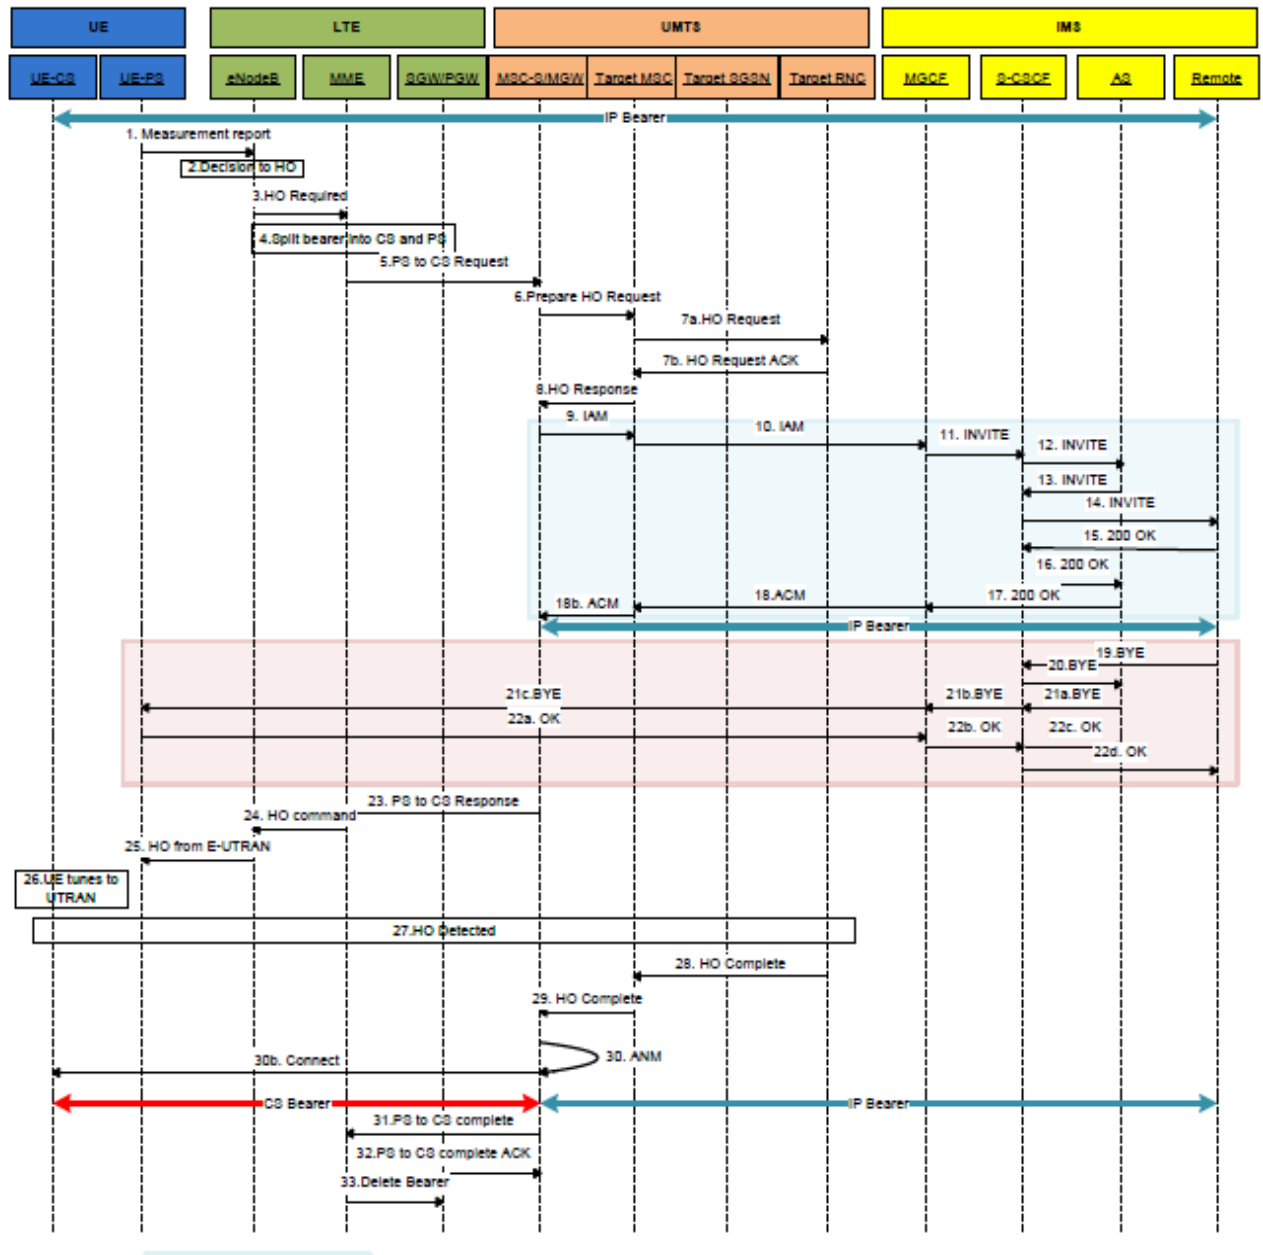 UE
LTE
UMTS
IMS
UE-CS
UE-PS
eNodeB
MME
SGW/PGW
MSC-S/MGW
Target MSC
Target SGSN
Target RNC
MGCF
S-CSCF
AS
Remote
IP Bearer
1. Measurement report
2.Decision to HO
3.HO Required
4.Split bearer into CS and PS
5.PS to CS Request
6.Prepare HO Request
7a.HO Request
7b. HO Request ACK
8.HO Response
9. IAM
10. IAM
11. INVITE
12. INVITE
13. INVITE
14. INVITE
15. 200 OK
16. 200 OK
17. 200 OK
18.ACM
18b. ACM
IP Bearer
19.BYE
20.BYE
21c.BYE
21b.BYE
21a.BYE
22a. OK
22b. OK
22c. OK
22d. OK
23. PS to CS Response
24. HO command
25. HO from E-UTRAN
26.UE tunes to
UTRAN
27.HO Detected
28. HO Complete
29. HO Complete
30. ANM
30b. Connect
CS Bearer
IP Bearer
31.PS to CS complete
32.PS to CS complete ACK
33.Delete Bearer